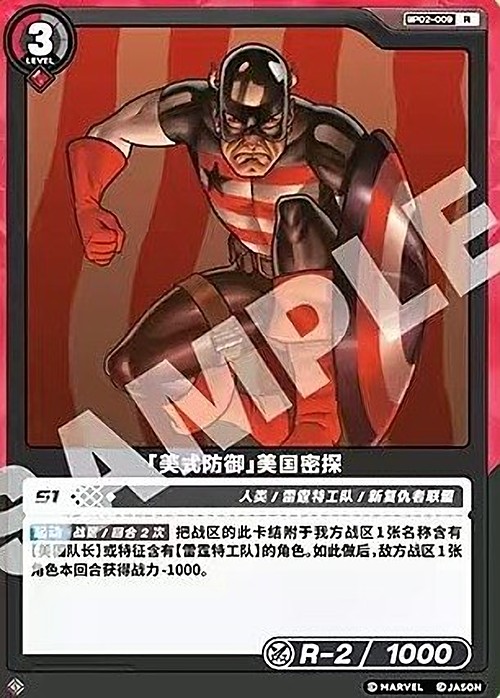 MP02-009 R
3
LEVEL
SAMPLE
「美式防御」美国密探
S1
人类 / 雷霆特工队 / 新复仇者联盟
起动 战区 / 回合2次 把战区的此卡结附于我方战区1张名称含有
【美国队长】或特征含有【雷霆特工队】的角色。如此做后，敌方战区1张
角色本回合获得战力-1000。
R-2 / 1000
© MARVEL © JASON